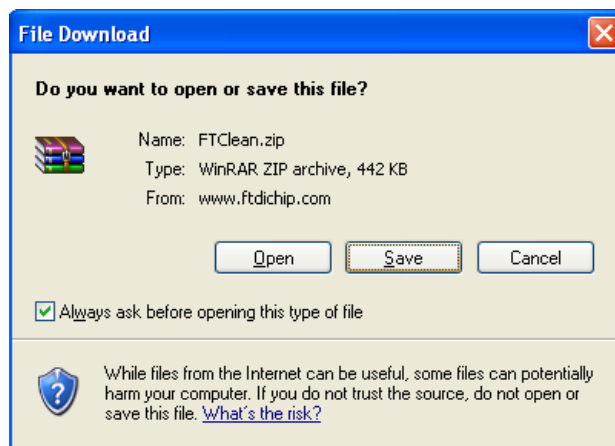 File Download
Do you want to open or save this file?
Name: FTClean.zip
Type: WinRAR ZIP archive, 442 KB
From: www.ftdichip.com
Open Save Cancel
Always ask before opening this type of file
While files from the Internet can be useful, some files can potentially
harm your computer. If you do not trust the source, do not open or
save this file. What's the risk?